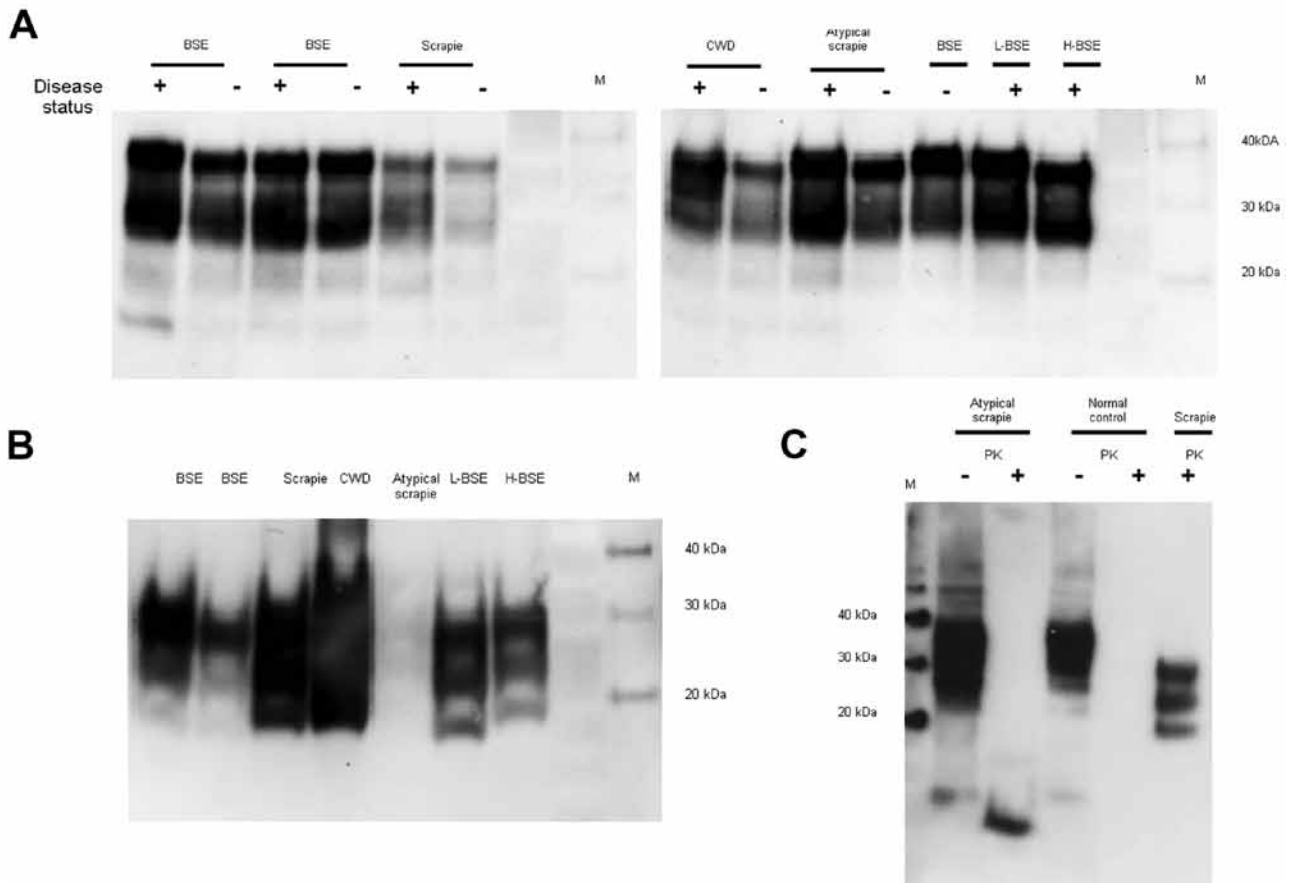 A
BSE BSE Scrapie
Disease status + - + - + - M
CWD Atypical scrapie BSE L-BSE H-BSE
+ - + - - + + M
40kDA
30 kDa
20 kDa
B
BSE BSE Scrapie CWD Atypical scrapie L-BSE H-BSE M
40 kDa
30 kDa
20 kDa
C
Atypical scrapie Normal control Scrapie
PK PK PK
M - + - + +
40 kDa
30 kDa
20 kDa